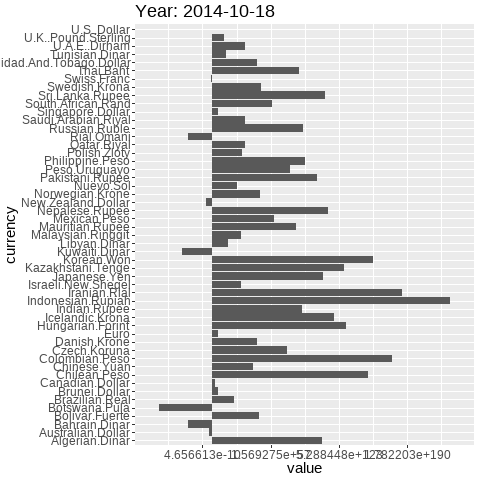 Year: 2014-10-18
U.S. Dollar
U.K. Pound.Sterling
U.A.E. Dirham
Tunisian.Dinar
idad.And.Tobago.Dollar
Thai.Baht
Swiss.Franc
Swedish.Krona
Sri.Lanka.Rupee
South.African.Rand
Singapore.Dollar
Saudi.Arabian.Riyal
Russian.Ruble
Rial.Omani
Qatar.Riyal
Polish.Zloty
Philippine.Peso
Peso.Uruguayo
Pakistani.Rupee
Nuevo.Sol
Norwegian.Krone
New.Zealand.Dollar
Nepalese.Rupee
Mexican.Peso
Mauritian.Rupee
Malaysian.Ringgit
Libyan.Dinar
Kuwaiti.Dinar
Korean.Won
Kazakhstani.Tenge
Japanese.Yen
Israeli.New.Sheqel
Iranian.Rial
Indonesian.Rupiah
Indian.Rupee
Icelandic.Krona
Hungarian.Forint
Euro
Danish.Krone
Czech.Koruna
Colombian.Peso
Chinese.Yuan
Chilean.Peso
Canadian.Dollar
Brunei.Dollar
Brazilian.Real
Botswana.Pula
Bolivar.Fuerte
Bahrain.Dinar
Australian.Dollar
Algerian.Dinar
currency
value